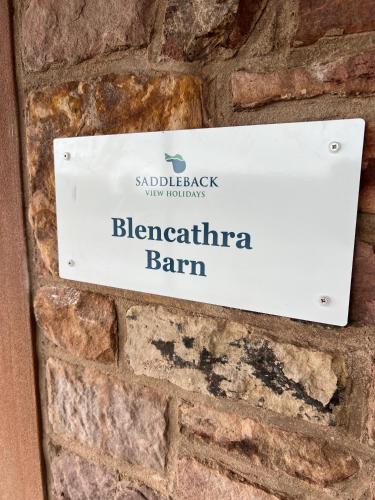 SADDLEBACK
VIEW HOLIDAYS
Blencathra
Barn